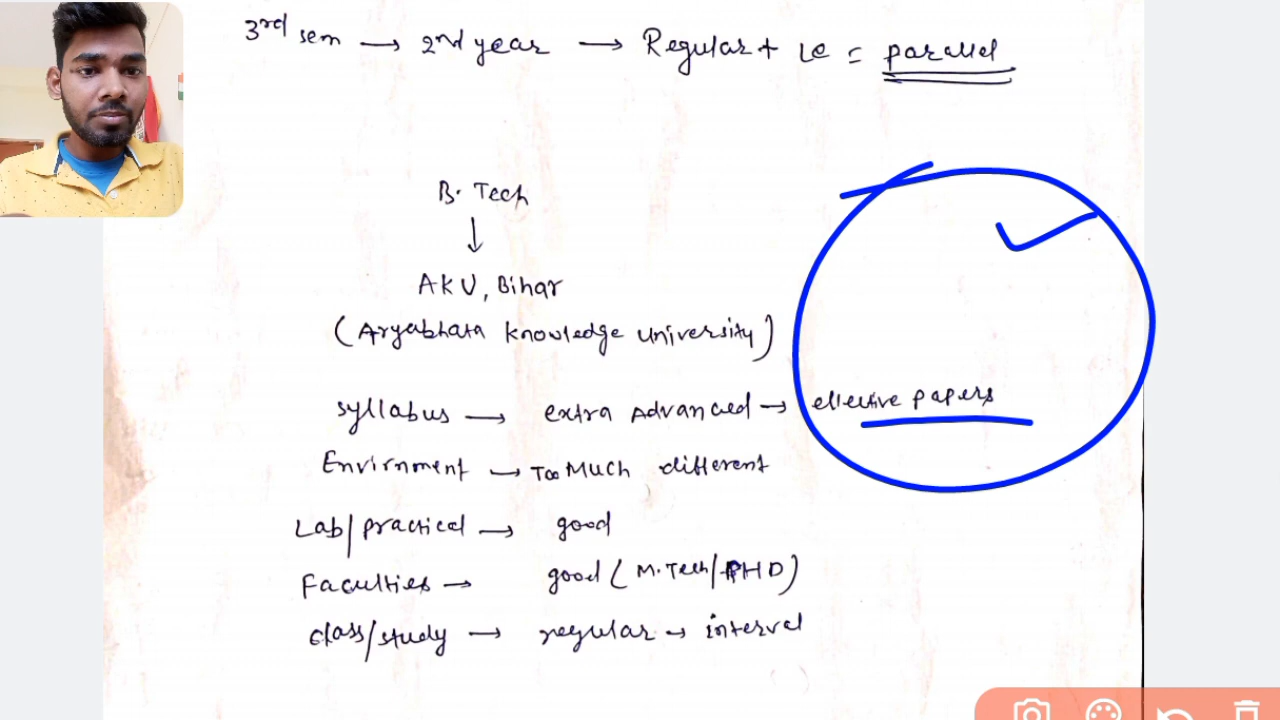 3rd sem → 2nd year → Regular + LE = parallel
B. Tech
↓
AKU, Bihar
(Aryabhata Knowledge University)
syllabus → extra Advanced → ellective papers
Envirnment → Too Much different
Lab/practical → good
Faculties → good (M.Tech/PHD)
class/study → regular → interval